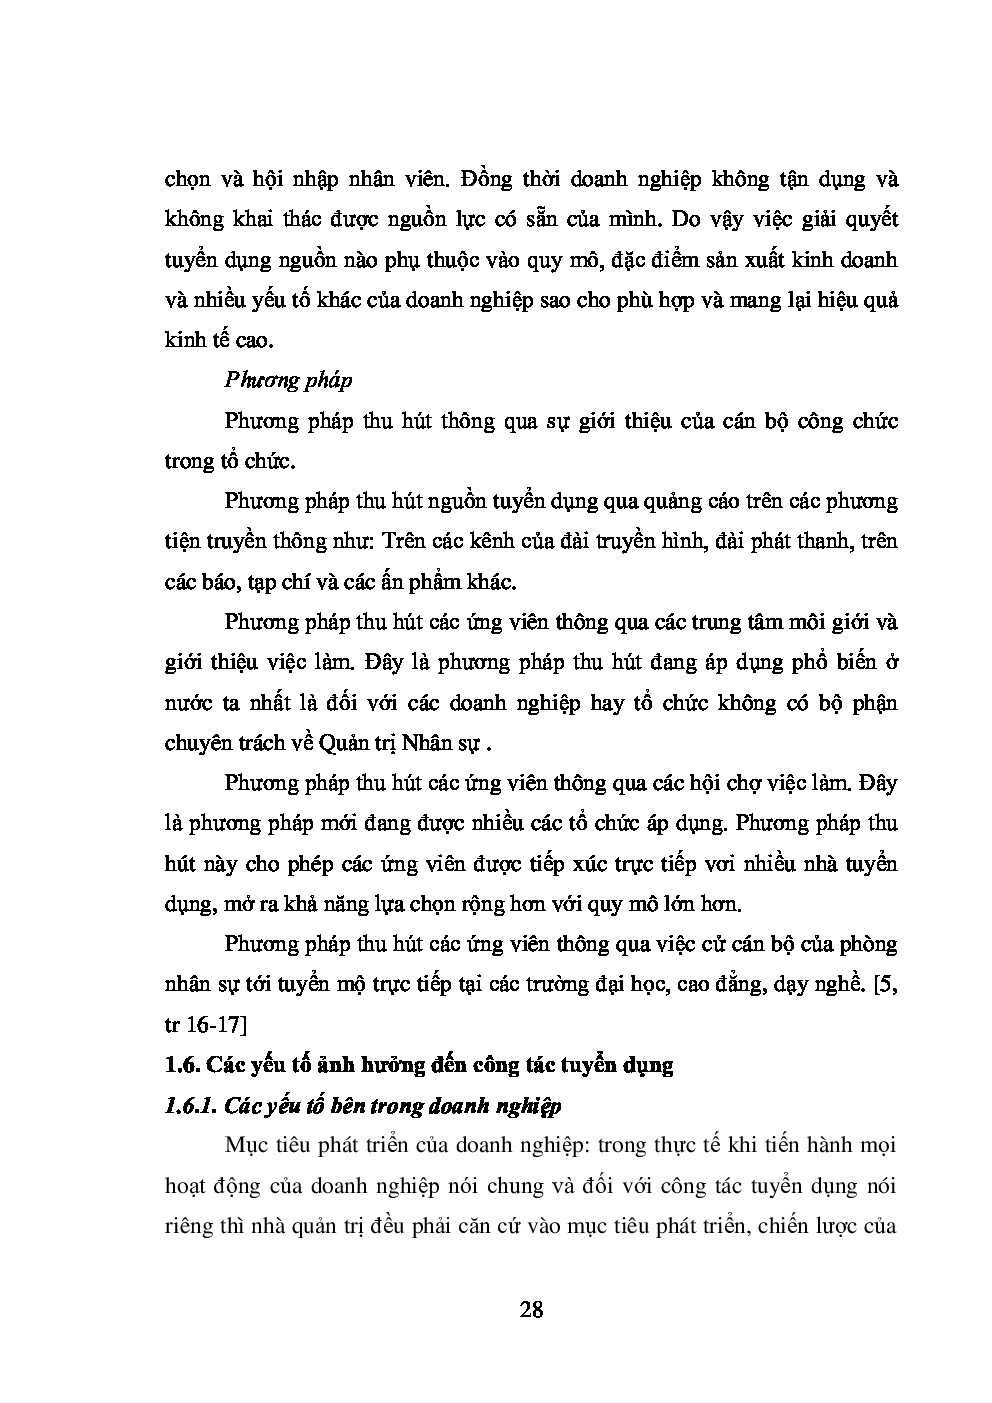 chọn và hội nhập nhân viên. Đồng thời doanh nghiệp không tận dụng và
không khai thác được nguồn lực có sẵn của mình. Do vậy việc giải quyết
tuyển dụng nguồn nào phụ thuộc vào quy mô, đặc điểm sản xuất kinh doanh
và nhiều yếu tố khác của doanh nghiệp sao cho phù hợp và mang lại hiệu quả
kinh tế cao.
Phương pháp
Phương pháp thu hút thông qua sự giới thiệu của cán bộ công chức
trong tổ chức.
Phương pháp thu hút nguồn tuyển dụng qua quảng cáo trên các phương
tiện truyền thông như: Trên các kênh của đài truyền hình, đài phát thanh, trên
các báo, tạp chí và các ấn phẩm khác.
Phương pháp thu hút các ứng viên thông qua các trung tâm môi giới và
giới thiệu việc làm. Đây là phương pháp thu hút đang áp dụng phổ biến ở
nước ta nhất là đối với các doanh nghiệp hay tổ chức không có bộ phận
chuyên trách về Quản trị Nhân sự .
Phương pháp thu hút các ứng viên thông qua các hội chợ việc làm. Đây
là phương pháp mới đang được nhiều các tổ chức áp dụng. Phương pháp thu
hút này cho phép các ứng viên được tiếp xúc trực tiếp vơi nhiều nhà tuyển
dụng, mở ra khả năng lựa chọn rộng hơn với quy mô lớn hơn.
Phương pháp thu hút các ứng viên thông qua việc cử cán bộ của phòng
nhân sự tới tuyển mộ trực tiếp tại các trường đại học, cao đẳng, dạy nghề. [5,
tr 16-17]
1.6. Các yếu tố ảnh hưởng đến công tác tuyển dụng
1.6.1. Các yếu tố bên trong doanh nghiệp
Mục tiêu phát triển của doanh nghiệp: trong thực tế khi tiến hành mọi
hoạt động của doanh nghiệp nói chung và đối với công tác tuyển dụng nói
riêng thì nhà quản trị đều phải căn cứ vào mục tiêu phát triển, chiến lược của
28